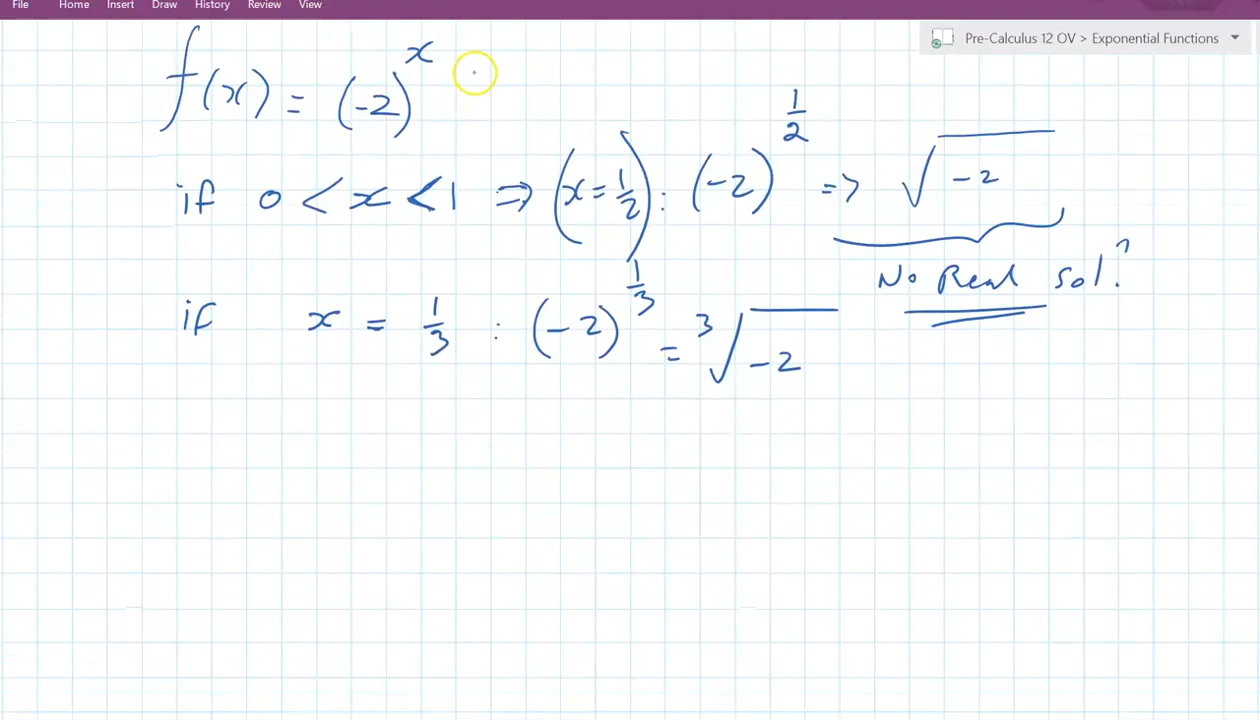 File Home Insert Draw History Review View
Pre-Calculus 12 OV > Exponential Functions
f(x) = (-2)^x
if 0 < x < 1 => (x = 1/2) : (-2)^(1/2) => √-2
No Real sol?
if x = 1/3 : (-2)^(1/3) = ∛-2